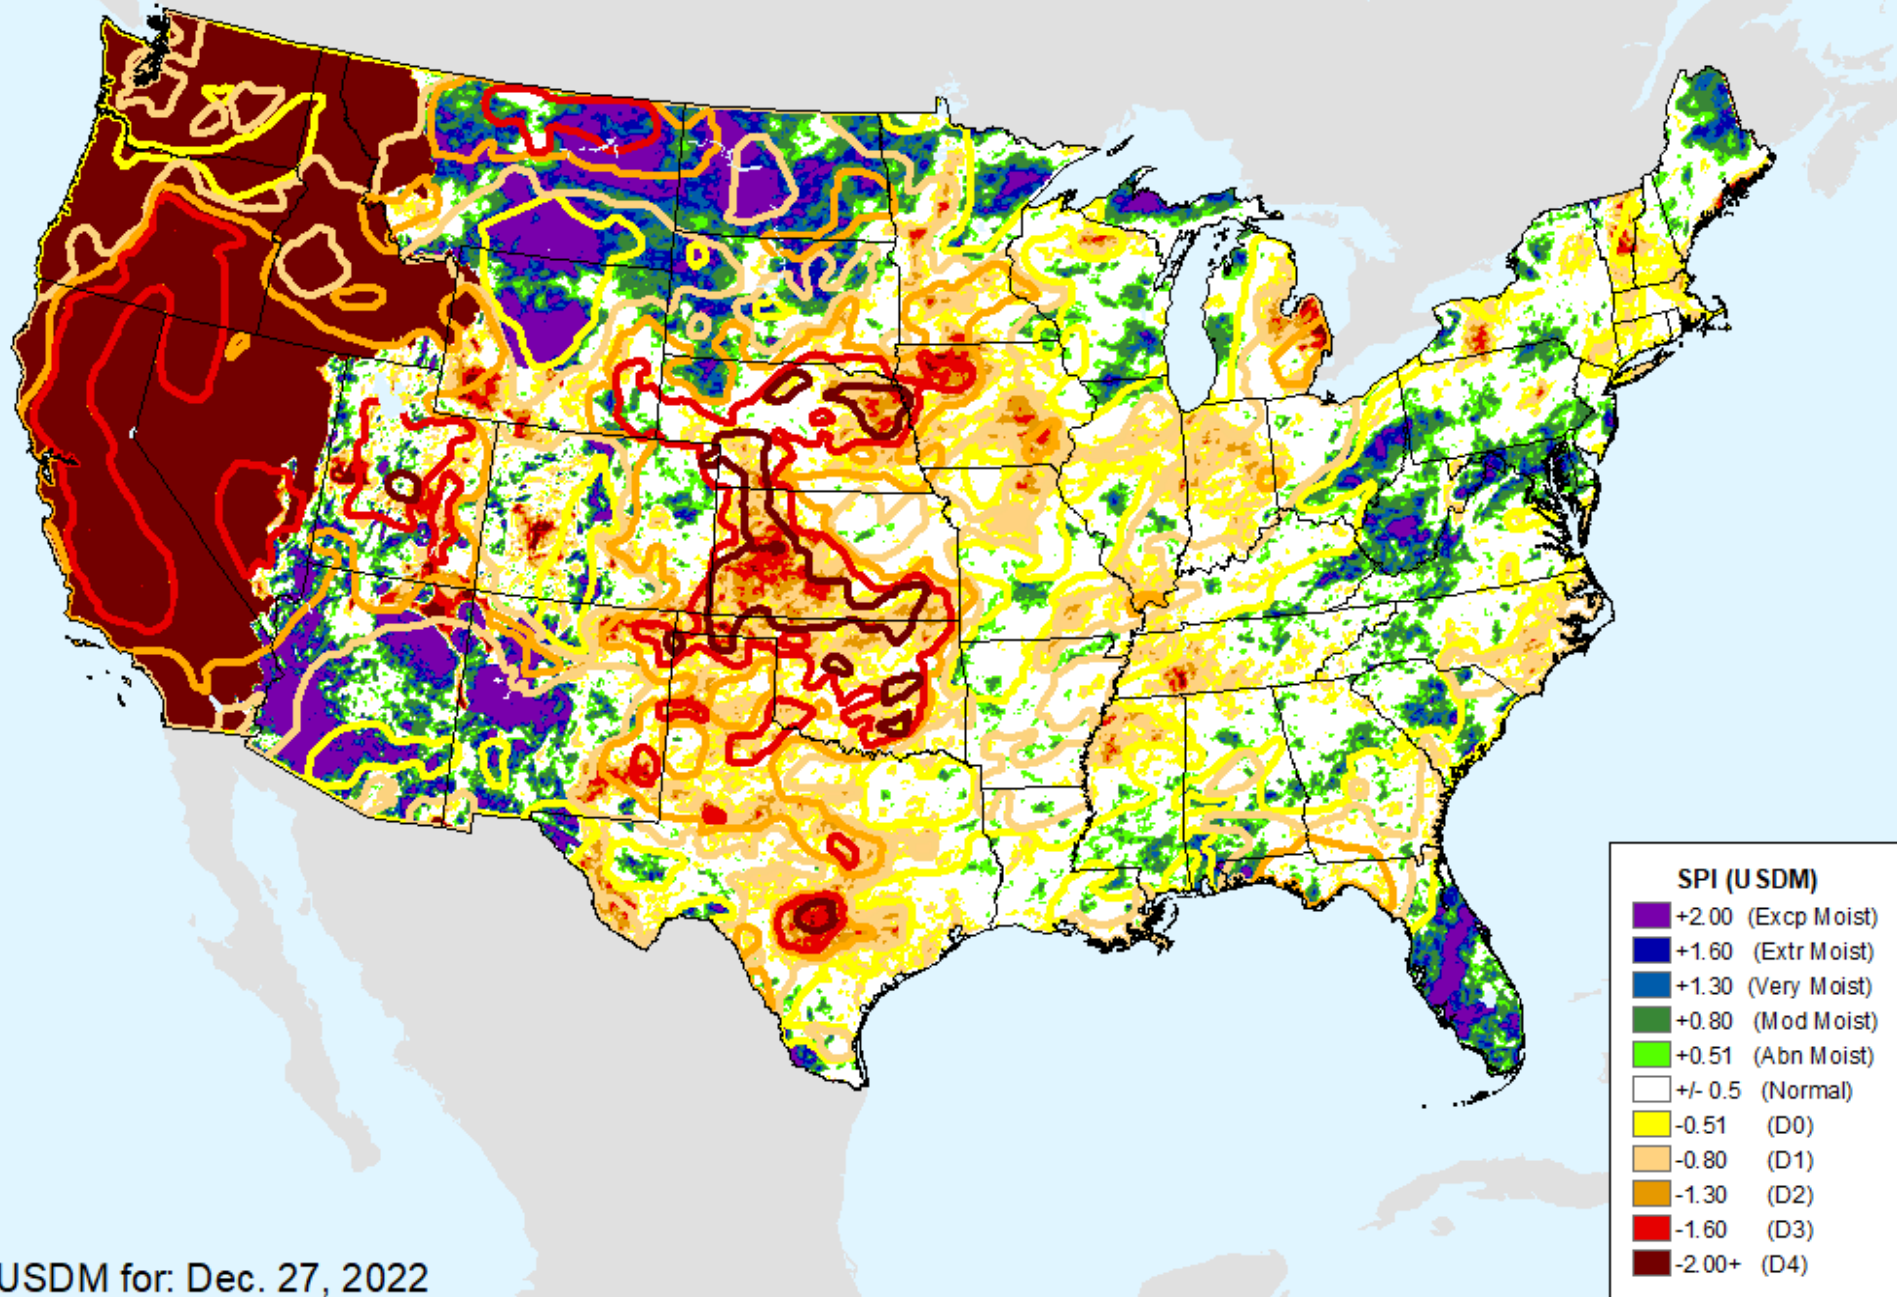 SPI (USDM)
+2.00 (Excp Moist)
+1.60 (Extr Moist)
+1.30 (Very Moist)
+0.80 (Mod Moist)
+0.51 (Abn Moist)
+/- 0.5 (Normal)
-0.51 (D0)
-0.80 (D1)
-1.30 (D2)
-1.60 (D3)
-2.00+ (D4)
USDM for: Dec. 27, 2022